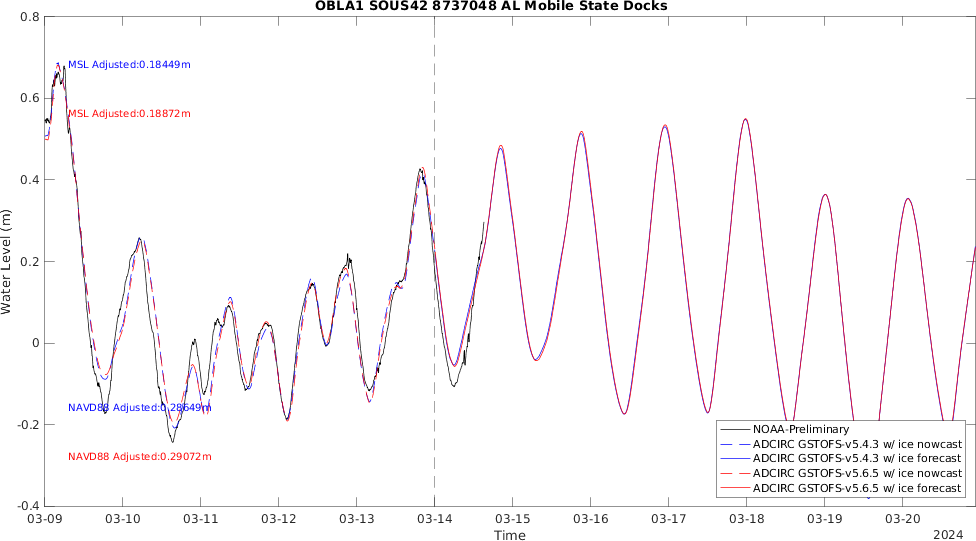 OBLA1 SOUS42 8737048 AL Mobile State Docks
Water Level (m)
0.8
0.6
0.4
0.2
0
-0.2
-0.4
MSL Adjusted:0.18449m
MSL Adjusted:0.18872m
NAVD88 Adjusted:0.28649m
NAVD88 Adjusted:0.29072m
NOAA-Preliminary
ADCIRC GSTOFS-v5.4.3 w/ ice nowcast
ADCIRC GSTOFS-v5.4.3 w/ ice forecast
ADCIRC GSTOFS-v5.6.5 w/ ice nowcast
ADCIRC GSTOFS-v5.6.5 w/ ice forecast
03-09 03-10 03-11 03-12 03-13 03-14 03-15 03-16 03-17 03-18 03-19 03-20
Time
2024